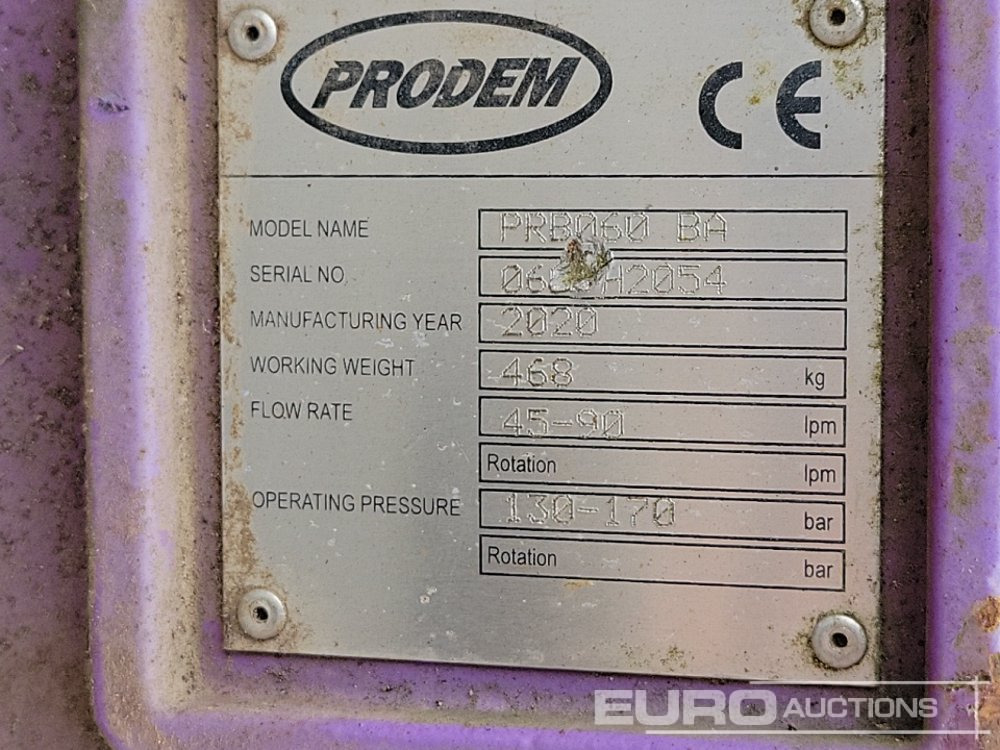 PRODEM
CE
MODEL NAME PRB060 BA
SERIAL NO.
MANUFACTURING YEAR 2020
WORKING WEIGHT 468 kg
FLOW RATE 45-90 lpm
Rotation lpm
OPERATING PRESSURE 130-170 bar
Rotation bar
EURO AUCTIONS